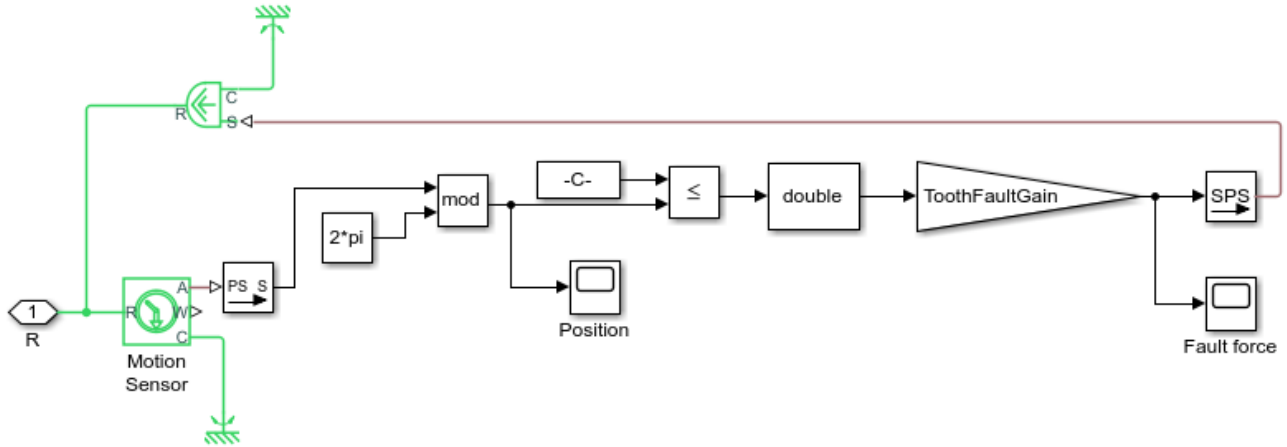 C
R
S
-C-
mod
≤
double
ToothFaultGain
SPS
2*pi
A
PS S
1
R
W
R
C
Position
Motion
Sensor
Fault force